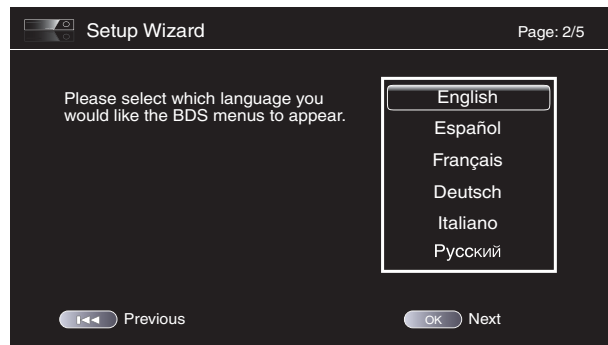 Setup Wizard
Page: 2/5
Please select which language you
would like the BDS menus to appear.
English
Español
Français
Deutsch
Italiano
Русский
Previous
OK Next